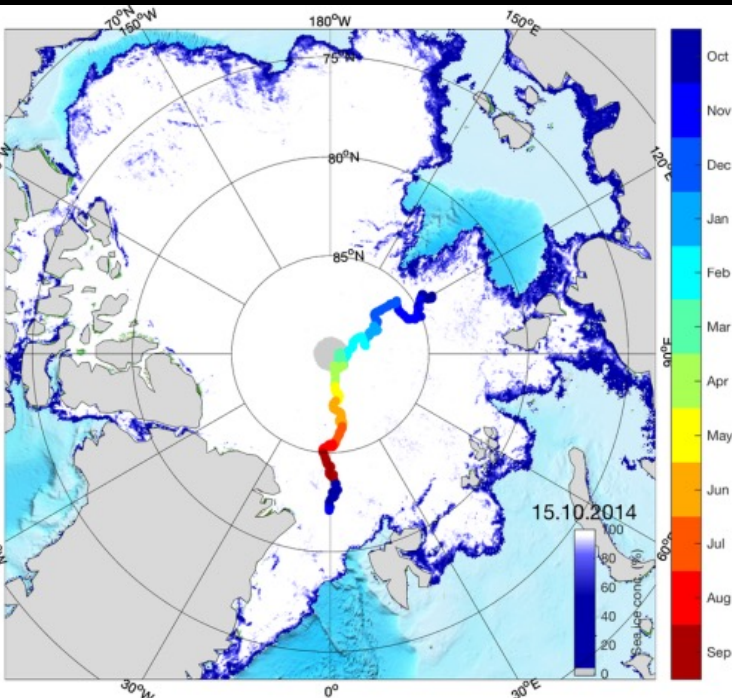 70°N
150°W
180°W
150°E
75°N
Oct
Nov
W
80°N
120°E
Dec
Jan
85°N
Feb
Mar
90°E
Apr
May
15.10.2014
Jun
100
80
60
40
20
0
Sea ice conc. (%)
60°
Jul
Aug
Sep
30°W
0°
30°E